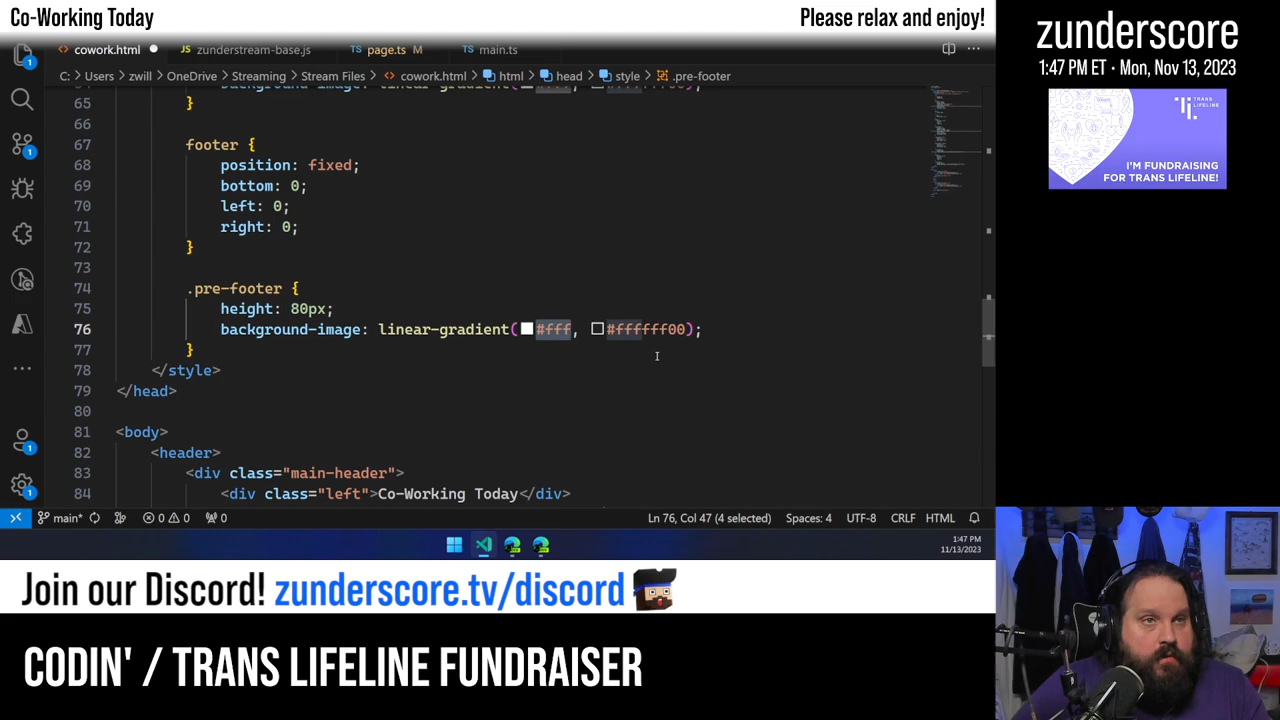 Co-Working Today
Please relax and enjoy!
cowork.html
JS zunderstream-base.js
TS page.ts M
TS main.ts
C: > Users > zwill > OneDrive > Streaming > Stream Files > cowork.html > html > head > style > .pre-footer
65 }
66
67 footer {
68 position: fixed;
69 bottom: 0;
70 left: 0;
71 right: 0;
72 }
73
74 .pre-footer {
75 height: 80px;
76 background-image: linear-gradient(#fff, #ffffff00);
77 }
78 </style>
79 </head>
80
81 <body>
82 <header>
83 <div class="main-header">
84 <div class="left">Co-Working Today</div>
main* 0 0 0 Ln 76, Col 47 (4 selected) Spaces: 4 UTF-8 CRLF HTML
1:47 PM
11/13/2023
Join our Discord! zunderscore.tv/discord
CODIN' / TRANS LIFELINE FUNDRAISER
zunderscore
1:47 PM ET • Mon, Nov 13, 2023
TRANS
LIFELINE
I'M FUNDRAISING
FOR TRANS LIFELINE!